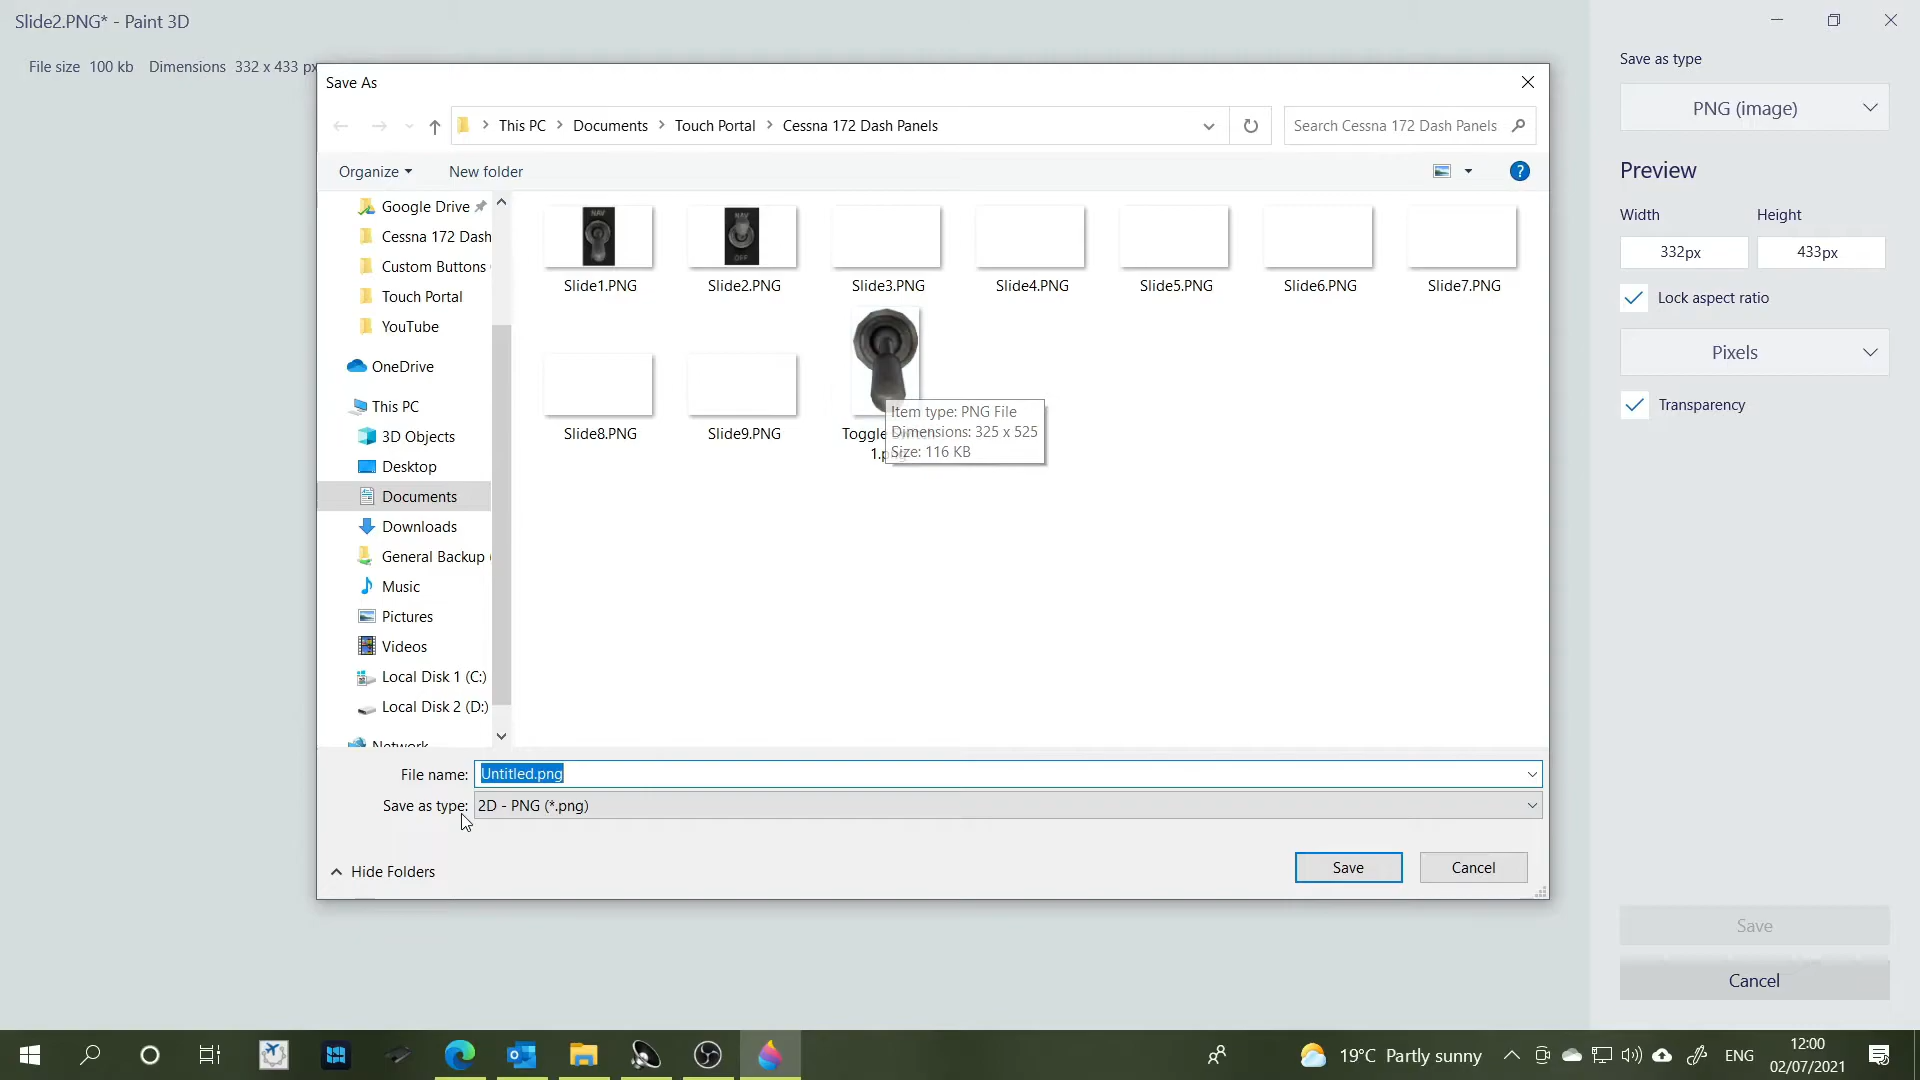 Slide2.PNG* - Paint 3D
File size 100 kb Dimensions 332 x 433 px
Save As
This PC Documents Touch Portal Cessna 172 Dash Panels
Search Cessna 172 Dash Panels
Organize New folder
Google Drive
Cessna 172 Dash
Custom Buttons
Touch Portal
YouTube
OneDrive
This PC
3D Objects
Desktop
Documents
Downloads
General Backup
Music
Pictures
Videos
Local Disk 1 (C:)
Local Disk 2 (D:)
Network
NAV
NAV
OFF
Slide1.PNG Slide2.PNG Slide3.PNG Slide4.PNG Slide5.PNG Slide6.PNG Slide7.PNG
Slide8.PNG Slide9.PNG Toggle
Item type: PNG File
Dimensions: 325 x 525
Size: 116 KB
File name: Untitled.png
Save as type: 2D - PNG (*.png)
Hide Folders
Save Cancel
Save as type
PNG (image)
Preview
Width Height
332px 433px
Lock aspect ratio
Pixels
Transparency
Save
Cancel
19°C Partly sunny
ENG
12:00
02/07/2021